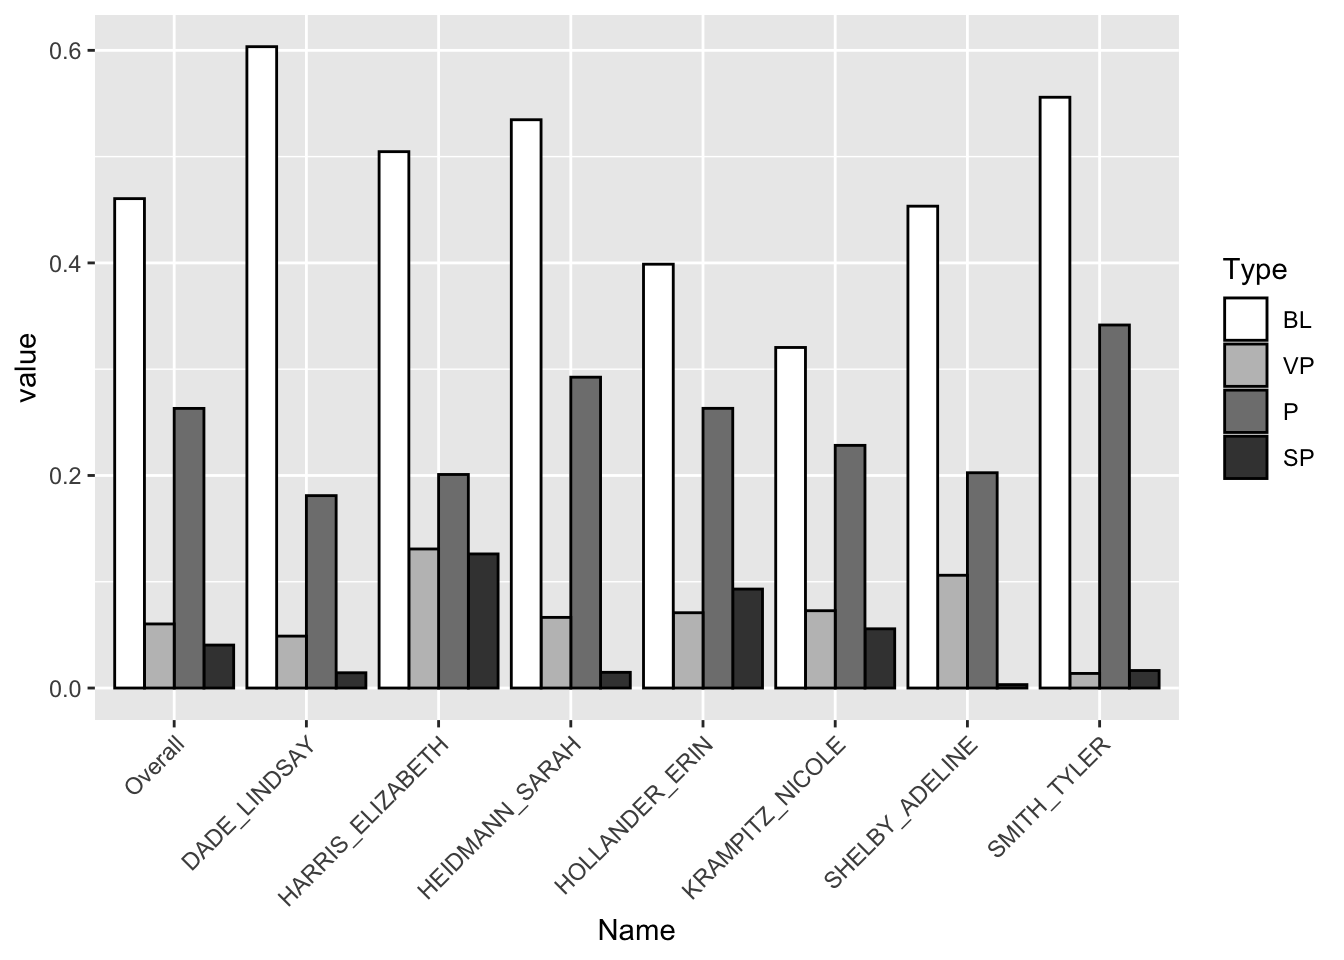 0.6
0.4
0.2
0.0
value
Overall
DADE_LINDSAY
HARRIS_ELIZABETH
HEIDMANN_SARAH
HOLLANDER_ERIN
KRAMPITZ_NICOLE
SHELBY_ADELINE
SMITH_TYLER
Name
Type
BL
VP
P
SP